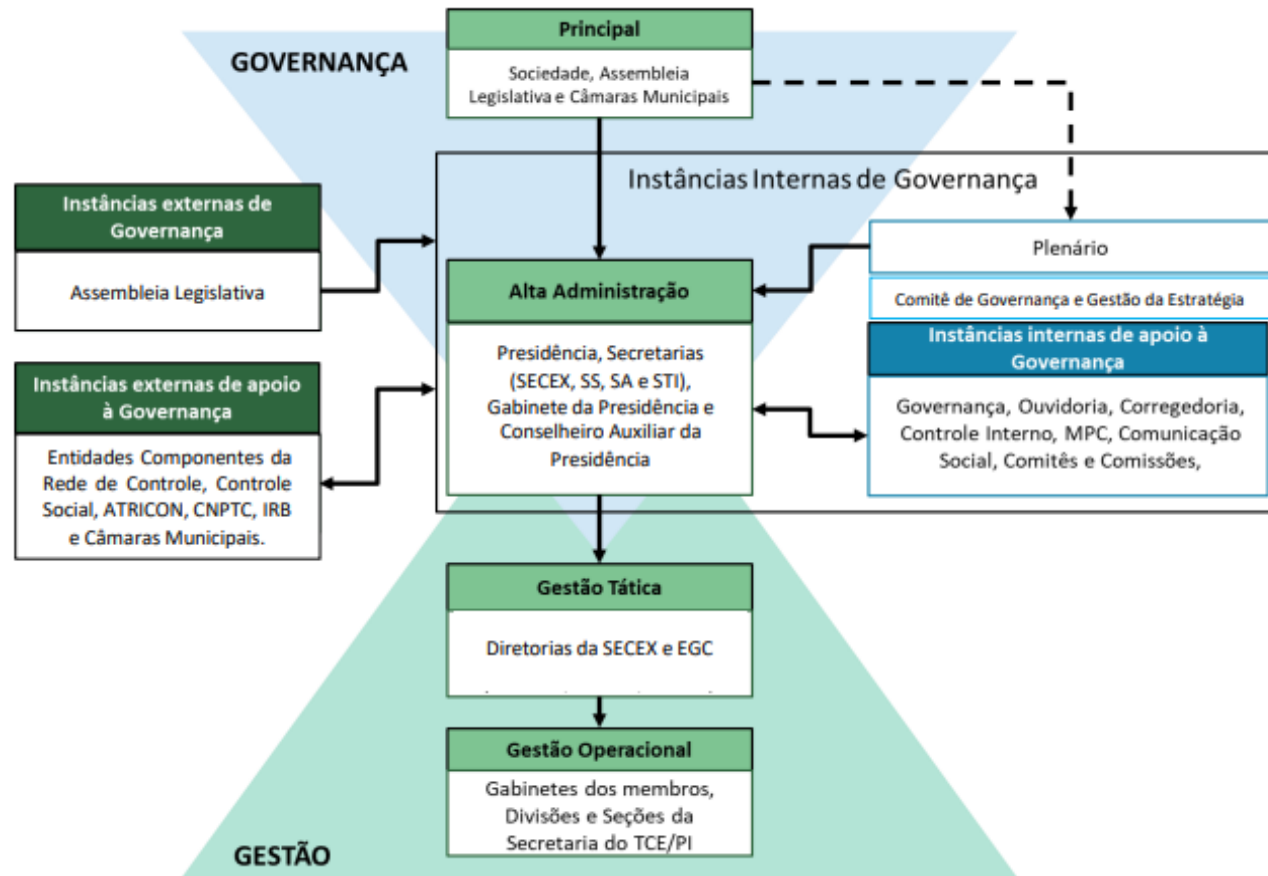 GOVERNANÇA
Principal
Sociedade, Assembleia
Legislativa e Câmaras Municipais
Instâncias Internas de Governança
Instâncias externas de
Governança
Assembleia Legislativa
Plenário
Comitê de Governança e Gestão da Estratégia
Alta Administração
Presidência, Secretarias
(SECEX, SS, SA e STI),
Gabinete da Presidência e
Conselheiro Auxiliar da
Presidência
Instâncias internas de apoio à
Governança
Governança, Ouvidoria, Corregedoria,
Controle Interno, MPC, Comunicação
Social, Comitês e Comissões,
Instâncias externas de apoio
à Governança
Entidades Componentes da
Rede de Controle, Controle
Social, ATRICON, CNPTC, IRB
e Câmaras Municipais.
Gestão Tática
Diretorias da SECEX e EGC
Gestão Operacional
Gabinetes dos membros,
Divisões e Seções da
Secretaria do TCE/PI
GESTÃO